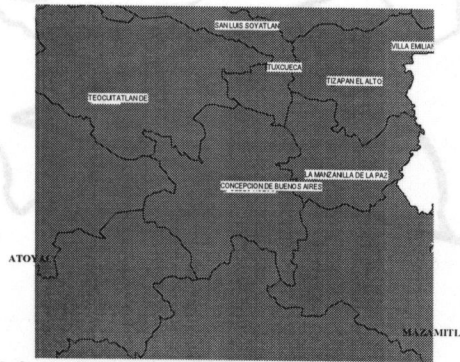 SAN LUIS SOYATLAN
VILLA EMILIAN
TUXCUECA
TIZAPAN EL ALTO
TEOCUITATLAN DE
LA MANZANILLA DE LA PAZ
CONCEPCION DE BUENOS AIRES
ATOYAC
MAZAMITL